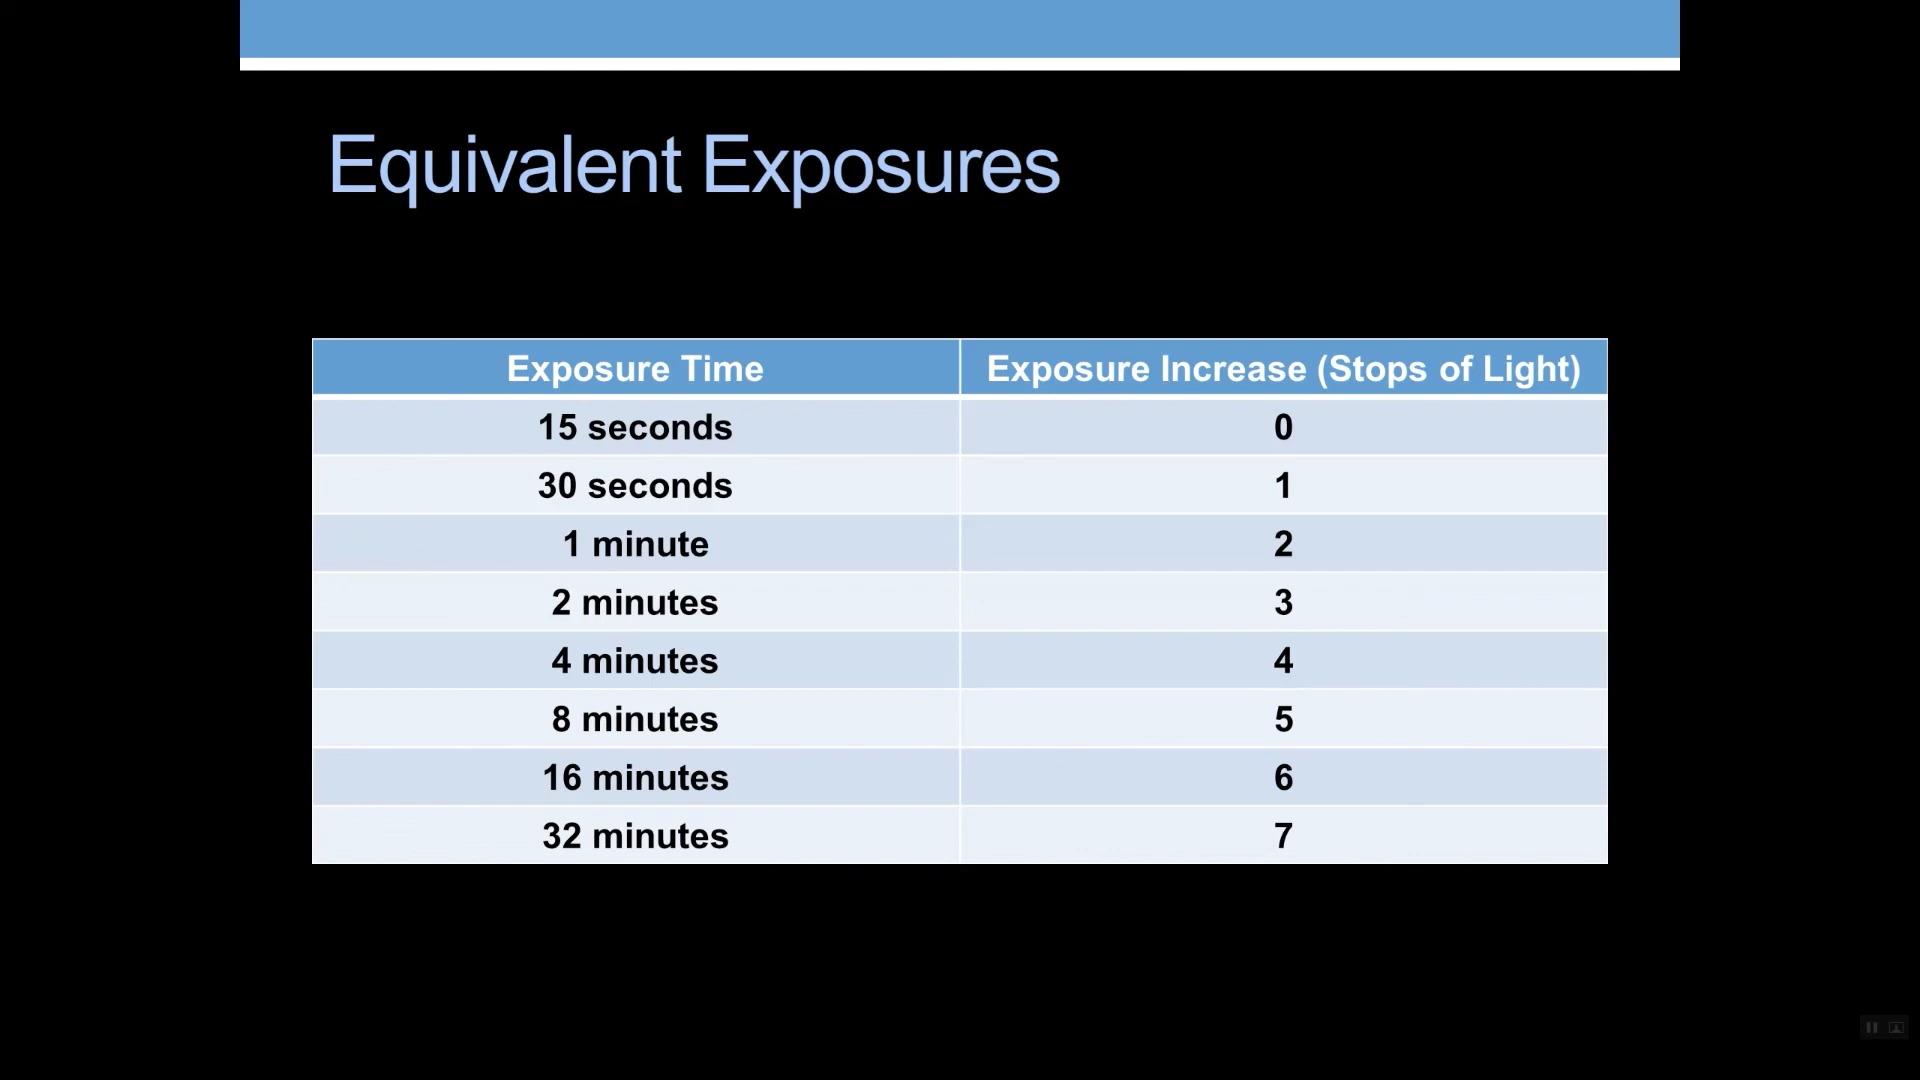 Equivalent Exposures
Exposure Time Exposure Increase (Stops of Light)
15 seconds 0
30 seconds 1
1 minute 2
2 minutes 3
4 minutes 4
8 minutes 5
16 minutes 6
32 minutes 7